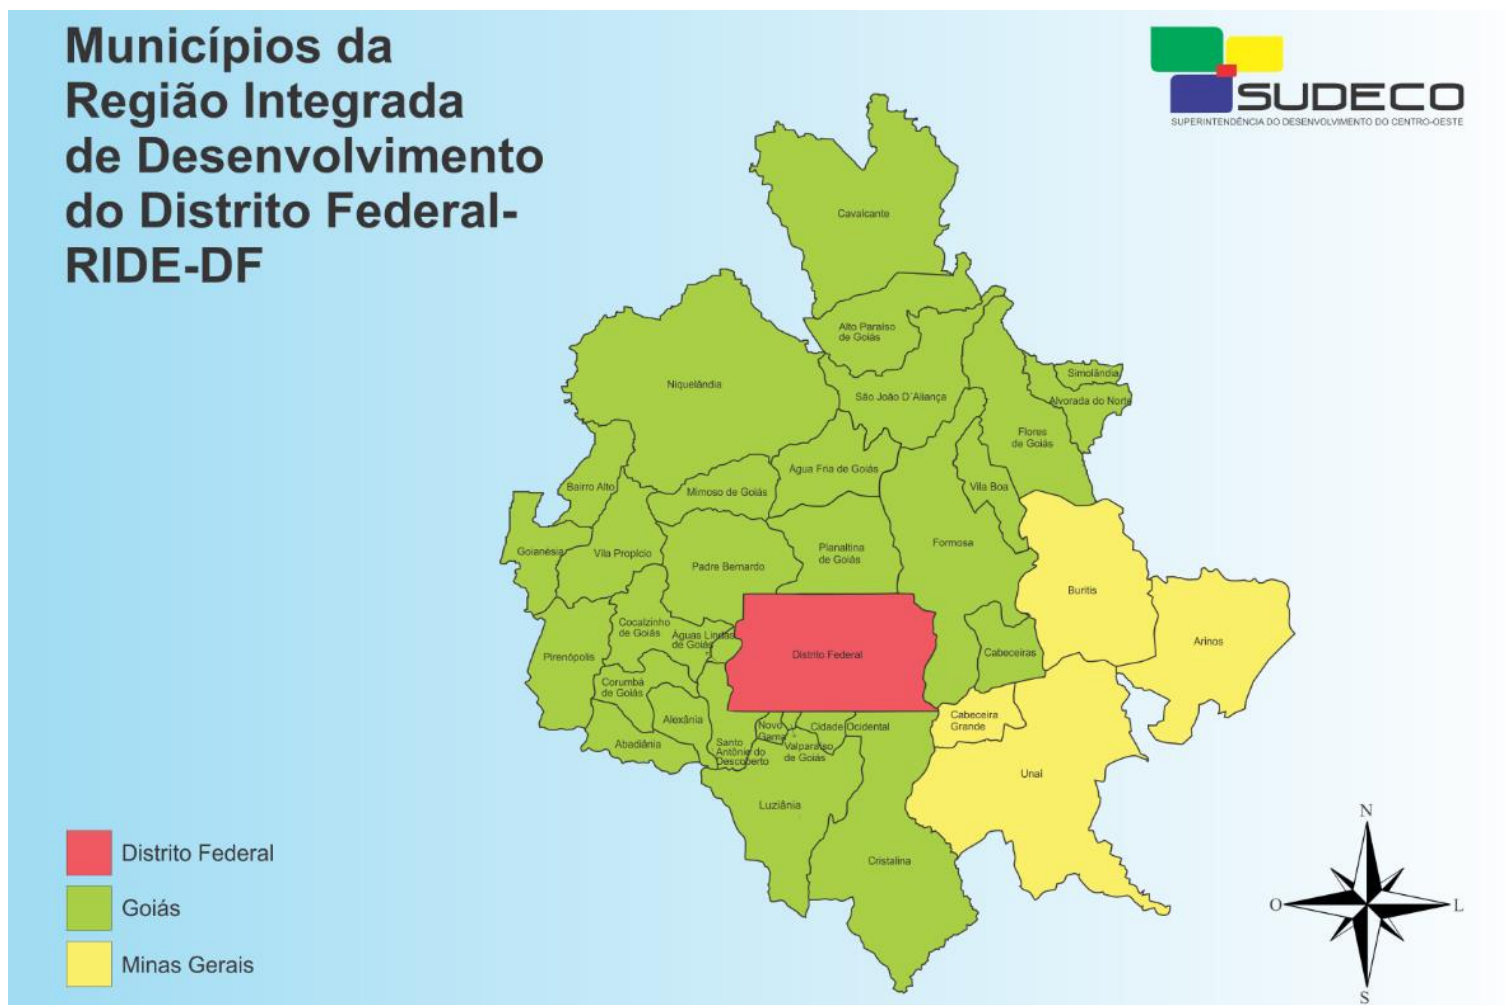 Municípios da
Região Integrada
de Desenvolvimento
do Distrito Federal-
RIDE-DF
SUDECO
SUPERINTENDÊNCIA DO DESENVOLVIMENTO DO CENTRO-OESTE
Cavalcante
Alto Paraíso
de Goiás
Niquelândia
São João D´Aliança
Simolândia
Alvorada do Norte
Flores
de Goiás
Água Fria de Goiás
Mimoso de Goiás
Vila Boa
Bairro Alto
Goianésia
Vila Propício
Padre Bernardo
Planaltina
de Goiás
Formosa
Buritis
Arinos
Cocalzinho
de Goiás
Águas Lindas
de Goiás
Pirenópolis
Distrito Federal
Cabeceiras
Corumbá
de Goiás
Alexânia
Abadiânia
Santo
Antônio do
Descoberto
Novo
Gama
Cidade Ocidental
Valparaíso
de Goiás
Cabeceira
Grande
Unaí
Luziânia
Cristalina
Distrito Federal
Goiás
Minas Gerais
N
O
L
S